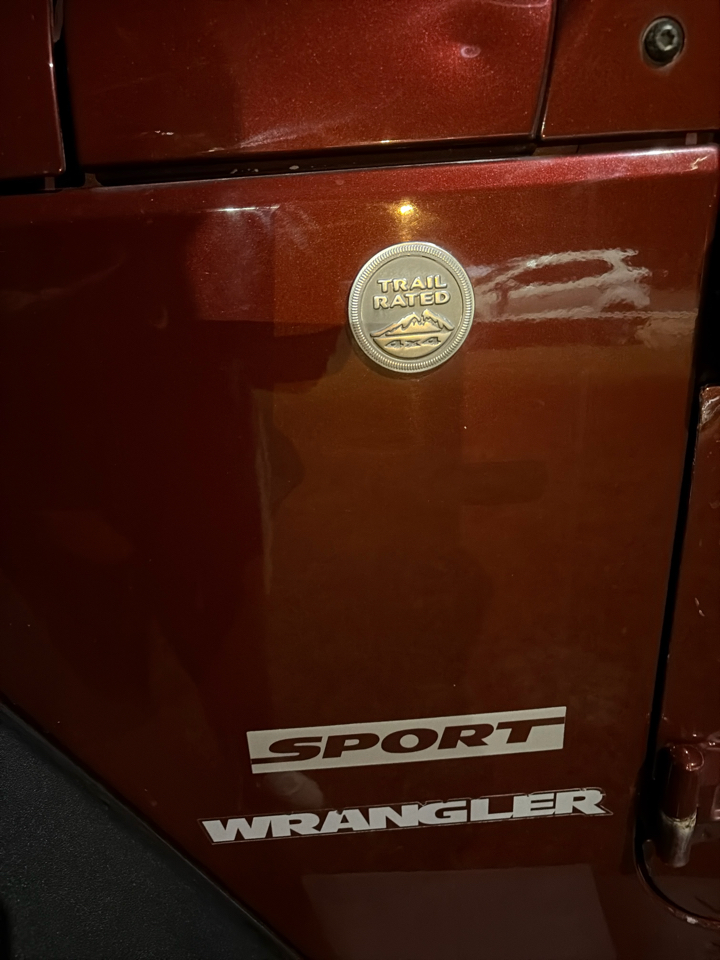 TRAIL
RATED
4x4
SPORT
WRANGLER